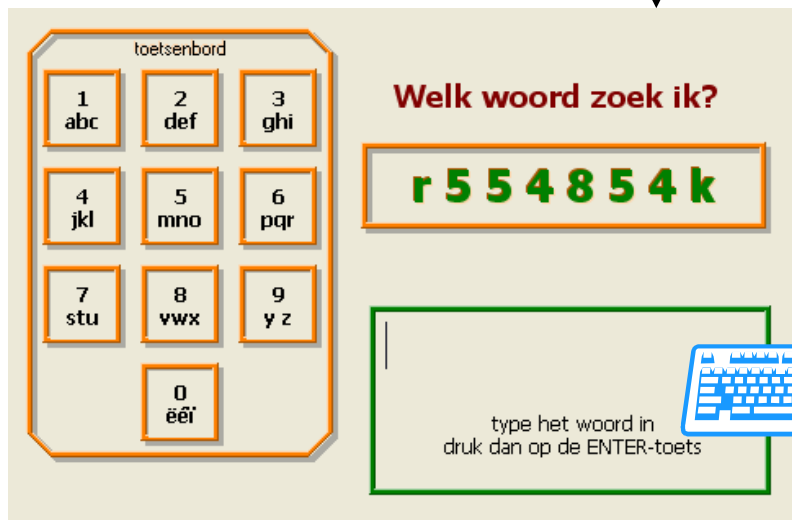 toetsenbord
1
abc
2
def
3
ghi
4
jkl
5
mno
6
pqr
7
stu
8
vwx
9
y z
0
ëéï
Welk woord zoek ik?
r 5 5 4 8 5 4 k
type het woord in
druk dan op de ENTER-toets